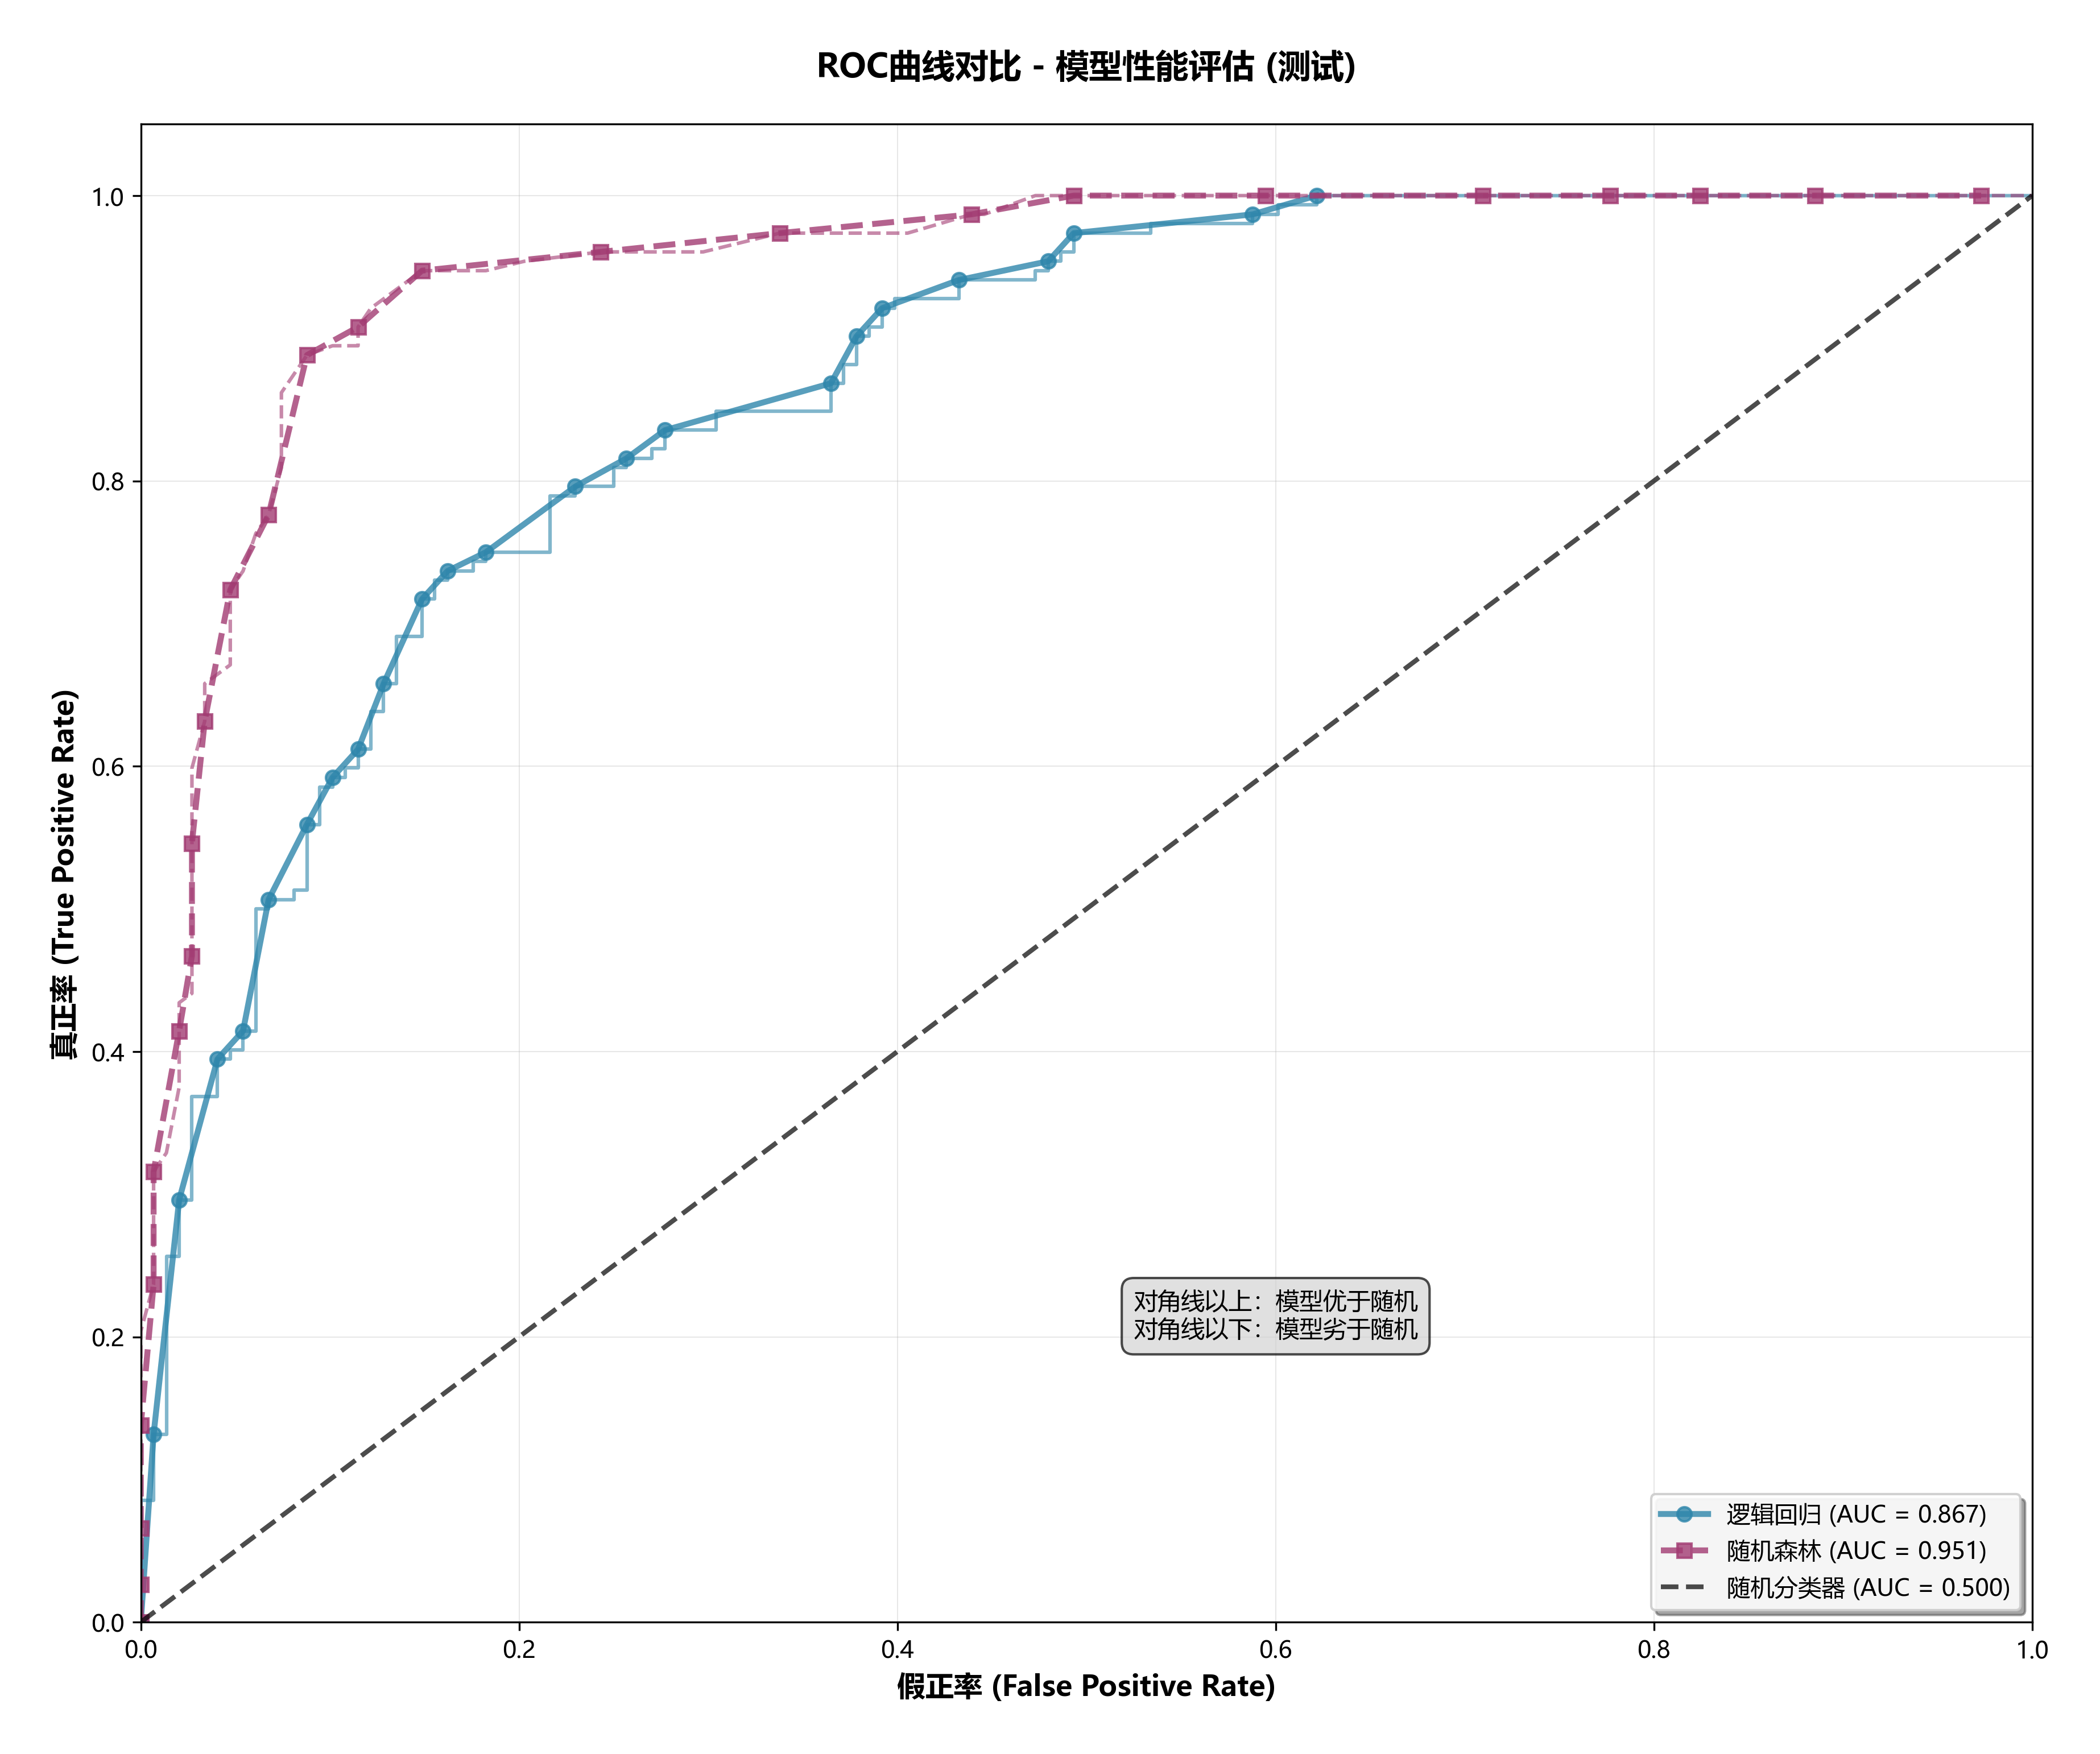 ROC曲线对比 - 模型性能评估 (测试)
真正率 (True Positive Rate)
1.0
0.8
0.6
0.4
0.2
0.0
对角线以上：模型优于随机
对角线以下：模型劣于随机
逻辑回归 (AUC = 0.867)
随机森林 (AUC = 0.951)
随机分类器 (AUC = 0.500)
0.0 0.2 0.4 0.6 0.8 1.0
假正率 (False Positive Rate)